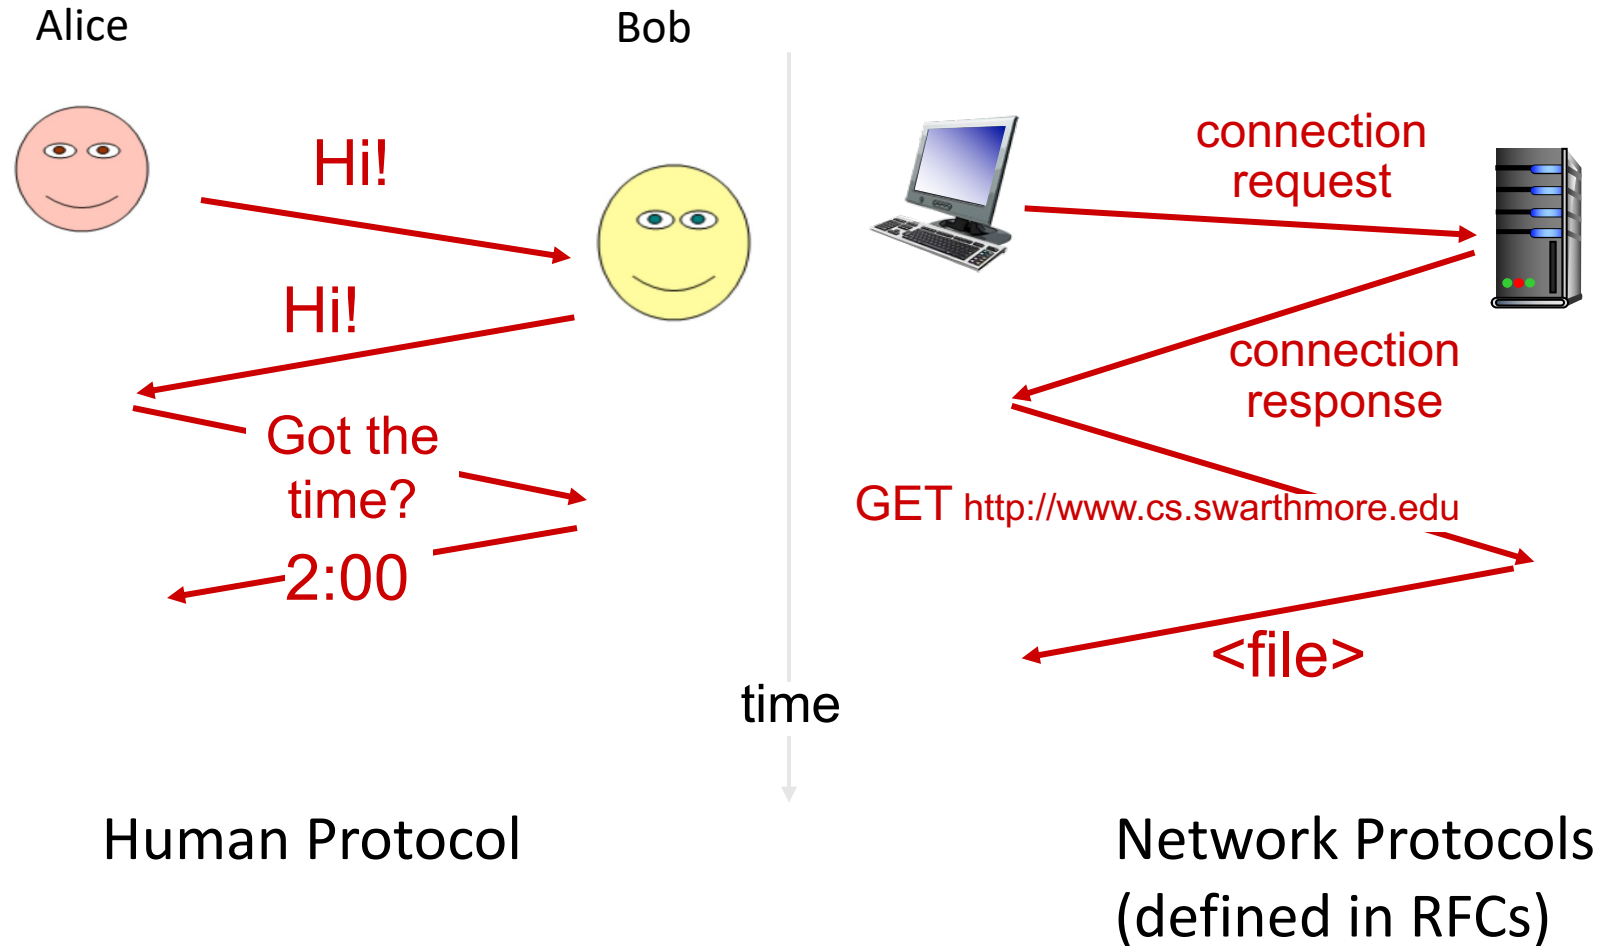 Alice
Bob
Hi!
Hi!
Got the
time?
2:00
connection
request
connection
response
GET http://www.cs.swarthmore.edu
<file>
time
Human Protocol
Network Protocols
(defined in RFCs)